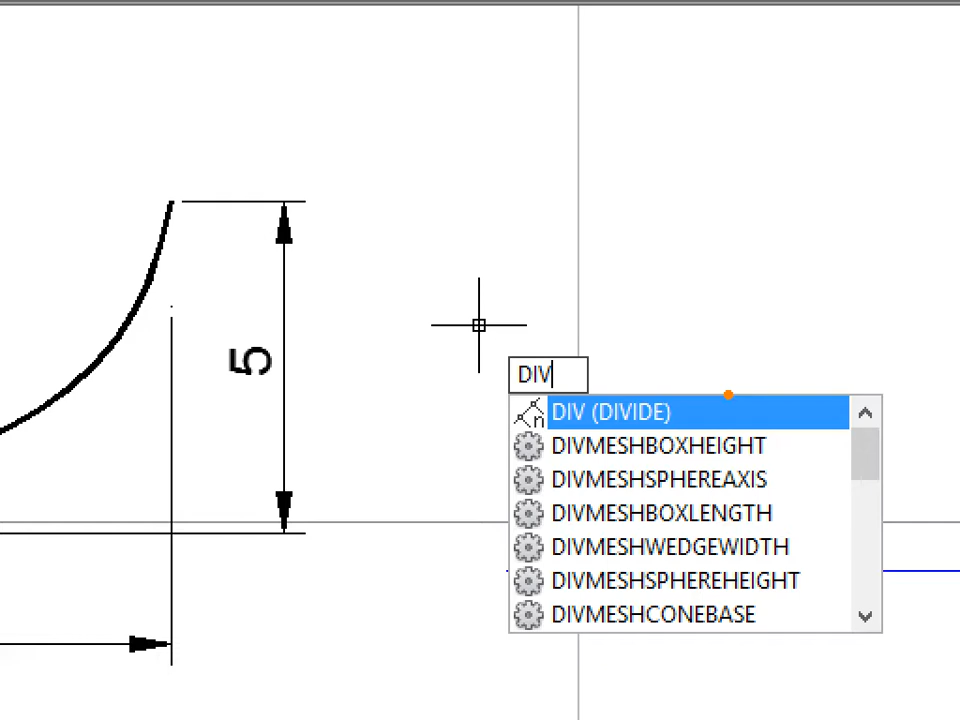 5
DIV
DIV (DIVIDE)
DIVMESHBOXHEIGHT
DIVMESHSPHEREAXIS
DIVMESHBOXLENGTH
DIVMESHWEDGEWIDTH
DIVMESHSPHEREHEIGHT
DIVMESHCONEBASE